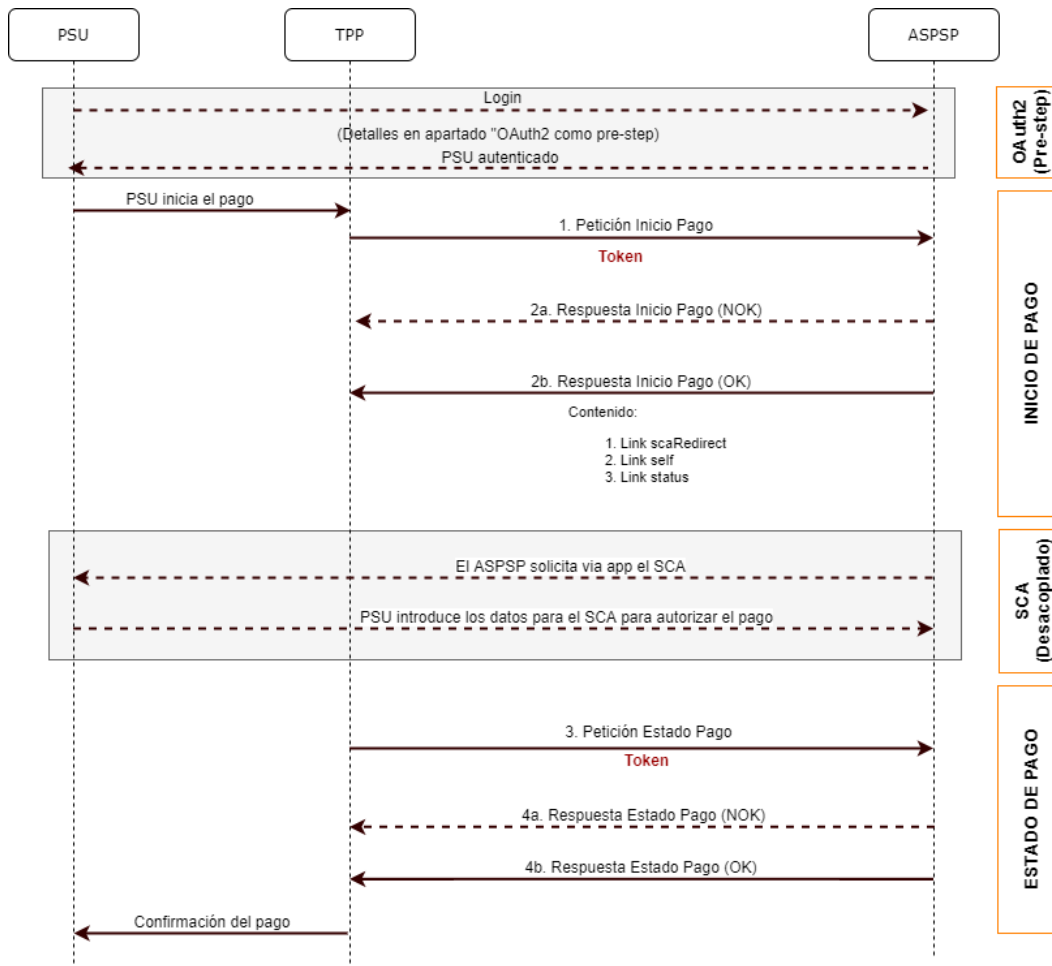 PSU
TPP
ASPSP
Login
(Detalles en apartado "OAuth2 como pre-step)
PSU autenticado
OAuth2
(Pre-step)
PSU inicia el pago
1. Petición Inicio Pago
Token
2a. Respuesta Inicio Pago (NOK)
2b. Respuesta Inicio Pago (OK)
Contenido:
1. Link scaRedirect
2. Link self
3. Link status
INICIO DE PAGO
El ASPSP solicita via app el SCA
PSU introduce los datos para el SCA para autorizar el pago
SCA
(Desacoplado)
3. Petición Estado Pago
Token
4a. Respuesta Estado Pago (NOK)
4b. Respuesta Estado Pago (OK)
Confirmación del pago
ESTADO DE PAGO